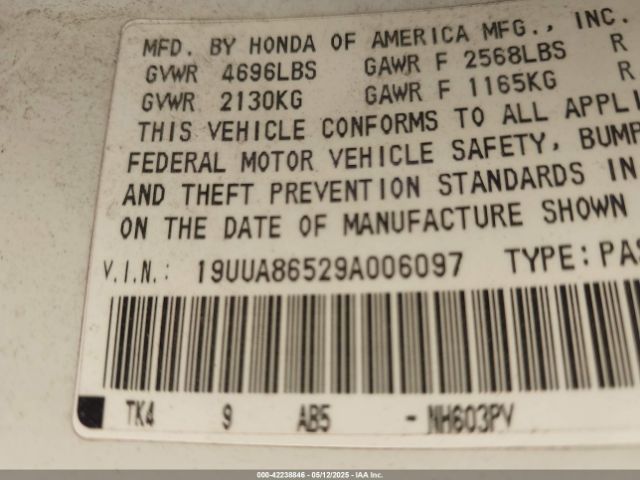 MFD. BY HONDA OF AMERICA MFG., INC.
GVWR 4696LBS GAWR F 2568LBS R
GVWR 2130KG GAWR F 1165KG R
THIS VEHICLE CONFORMS TO ALL APPLI
FEDERAL MOTOR VEHICLE SAFETY, BUMP
AND THEFT PREVENTION STANDARDS IN
ON THE DATE OF MANUFACTURE SHOWN
V.I.N.: 19UUA86529A006097 TYPE: PAS
TK4 9 AB5 - NH603PV
000-42238846 - 05/12/2025 - IAA Inc.